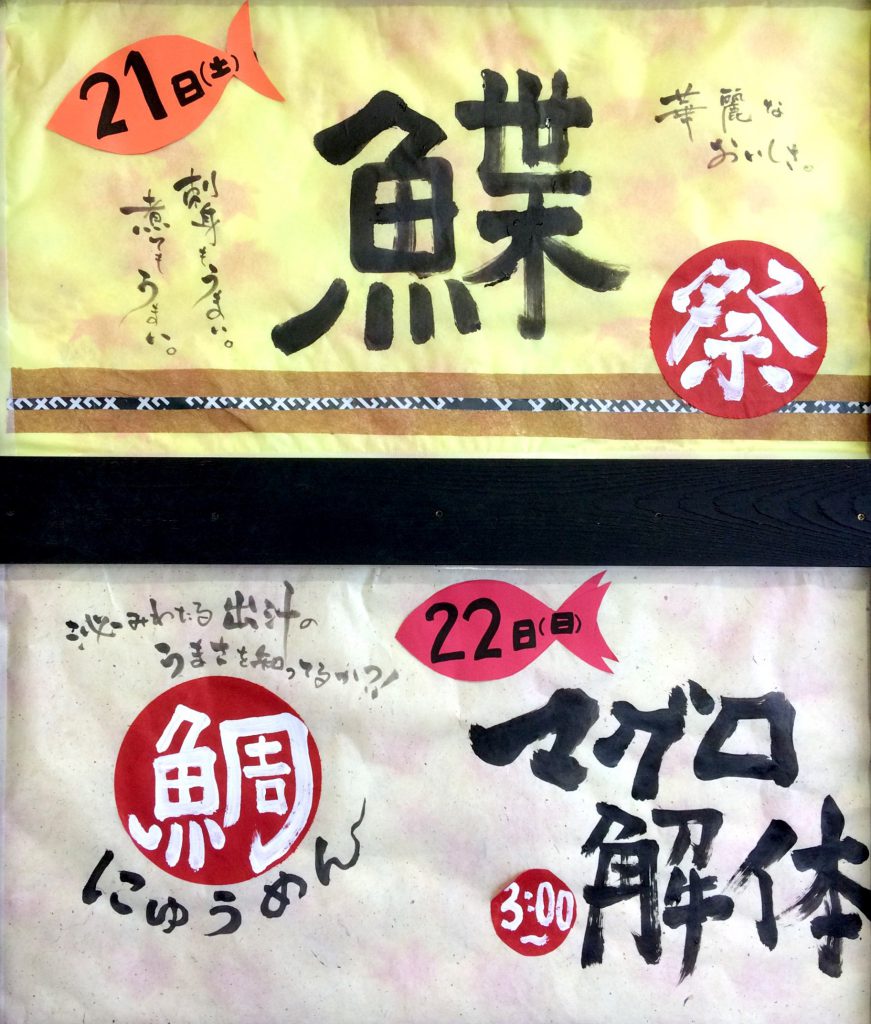 21日(土)
鰈
祭
華麗な
おいしさ。
刺身もうまい。
煮てもうまい。
22日(日)
マグロ
解体
3:00〜
心にしみわたる出汁の
うまさを知ってるか?!
鯛
にゅうめん